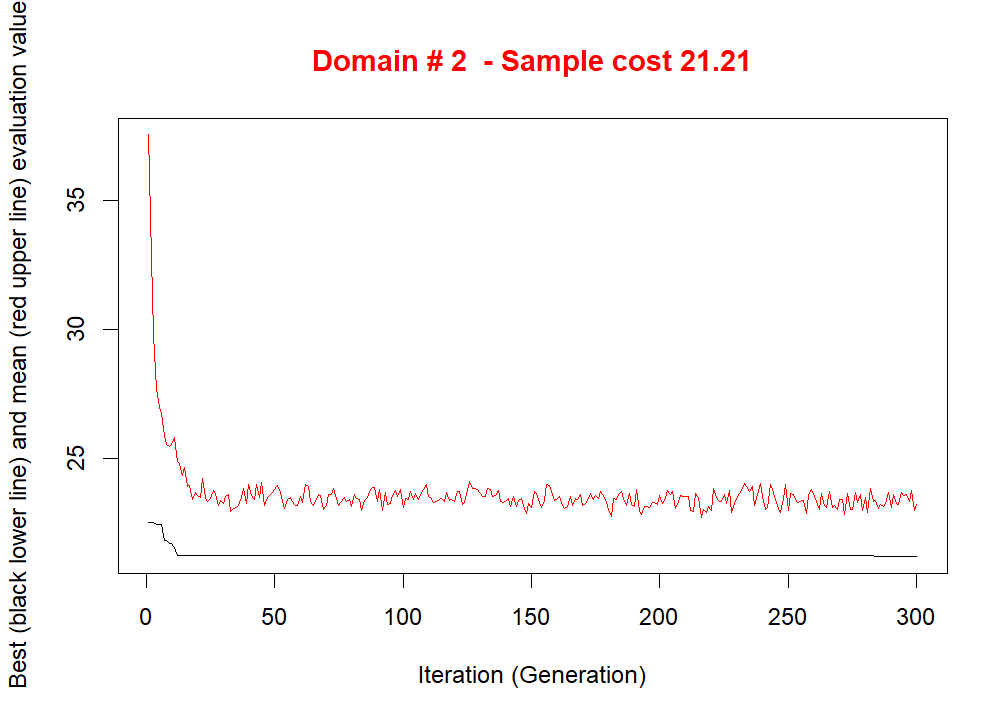 Domain # 2  - Sample cost 21.21
Best (black lower line) and mean (red upper line) evaluation value
35
30
25
0 50 100 150 200 250 300
Iteration (Generation)